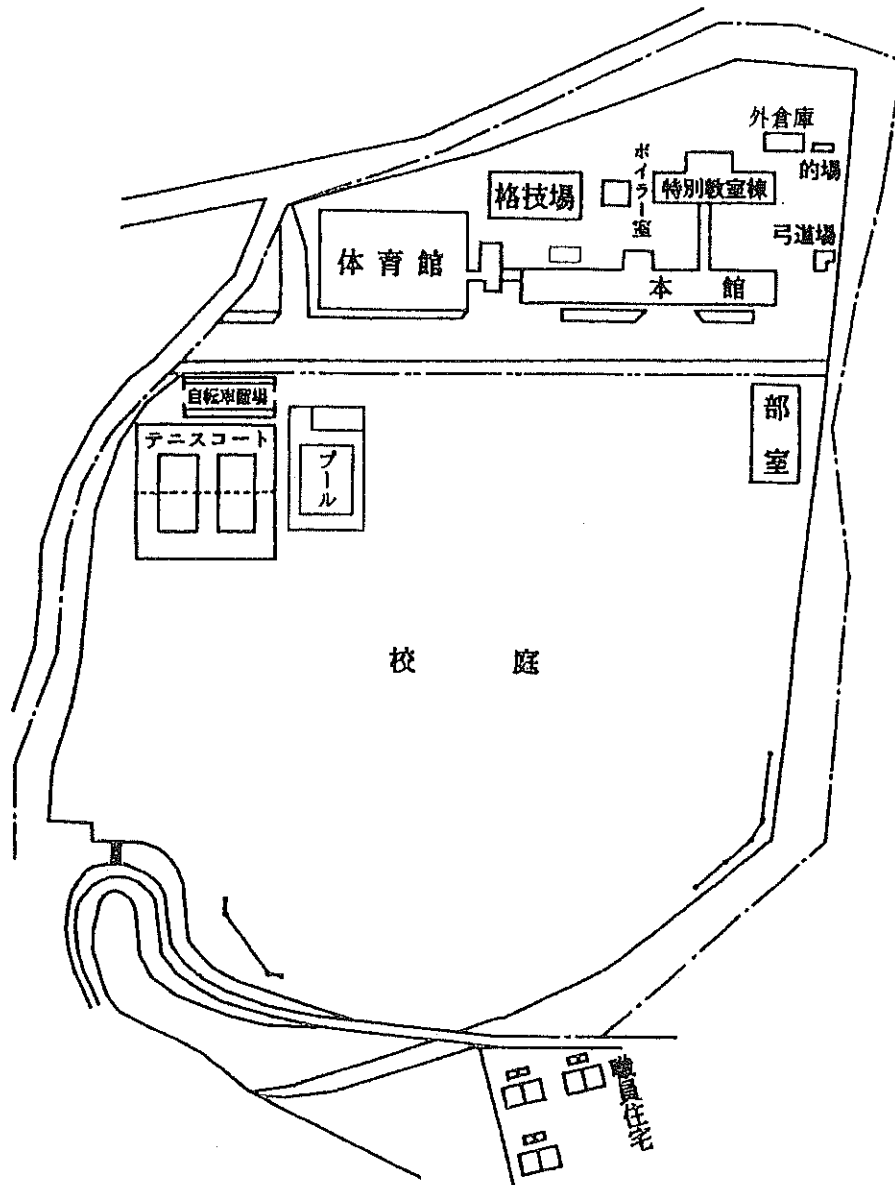 外倉庫
的場
ボイラー室
特別教室棟
格技場
弓道場
体育館
本館
自転車置場
部室
テニスコート
プール
校庭
職員住宅